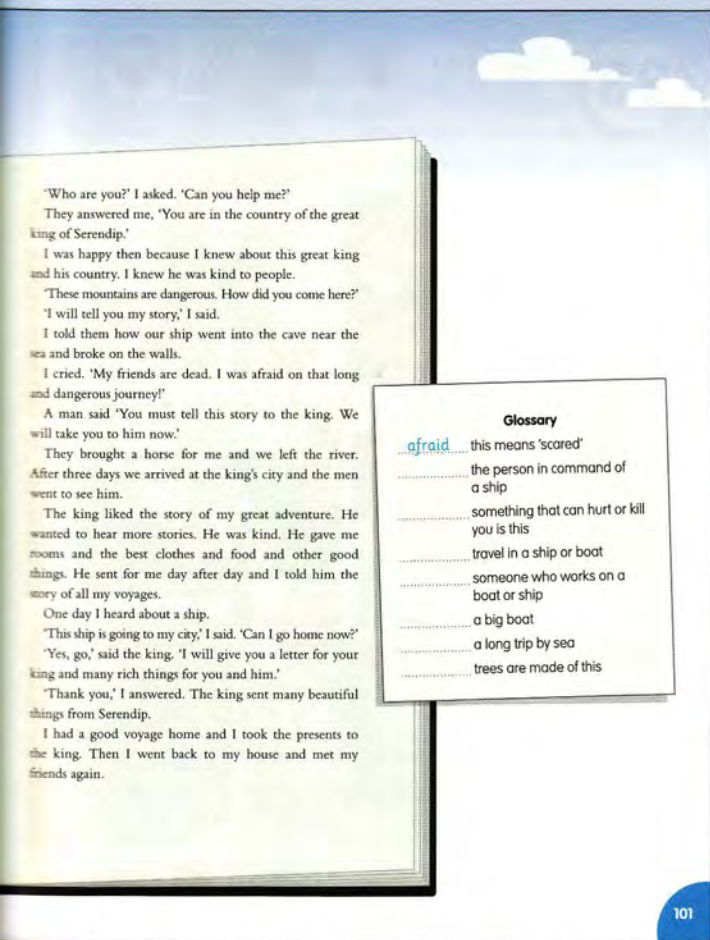 'Who are you?' I asked. 'Can you help me?'
They answered me, 'You are in the country of the great
king of Serendip.'
I was happy then because I knew about this great king
and his country. I knew he was kind to people.
'These mountains are dangerous. How did you come here?'
'I will tell you my story,' I said.
I told them how our ship went into the cave near the
sea and broke on the walls.
I cried. 'My friends are dead. I was afraid on that long
and dangerous journey!'
A man said 'You must tell this story to the king. We
will take you to him now.'
They brought a horse for me and we left the river.
After three days we arrived at the king's city and the men
went to see him.
The king liked the story of my great adventure. He
wanted to hear more stories. He was kind. He gave me
rooms and the best clothes and food and other good
things. He sent for me day after day and I told him the
story of all my voyages.
One day I heard about a ship.
'This ship is going to my city,' I said. 'Can I go home now?'
'Yes, go,' said the king. 'I will give you a letter for your
king and many rich things for you and him.'
'Thank you,' I answered. The king sent many beautiful
things from Serendip.
I had a good voyage home and I took the presents to
the king. Then I went back to my house and met my
friends again.
Glossary
afraid this means 'scared'
the person in command of
a ship
something that can hurt or kill
you is this
travel in a ship or boat
someone who works on a
boat or ship
a big boat
a long trip by sea
trees are made of this
101